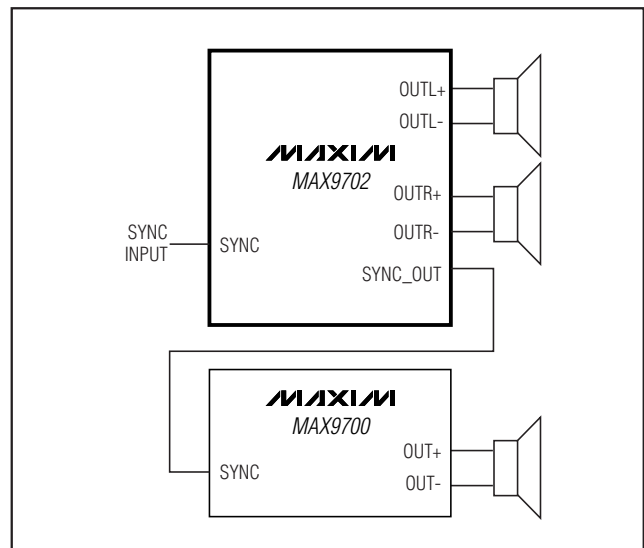 OUTL+
OUTL-
MAXIM
MAX9702
OUTR+
SYNC
INPUT
SYNC
OUTR-
SYNC_OUT
MAXIM
MAX9700
OUT+
SYNC
OUT-